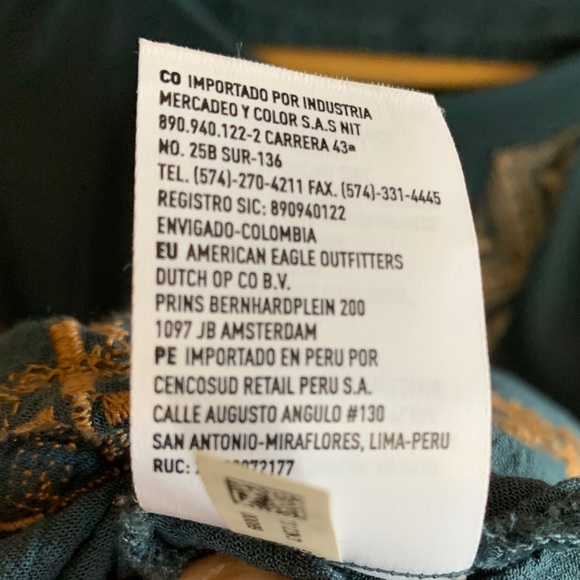 CO IMPORTADO POR INDUSTRIA
MERCADEO Y COLOR S.A.S NIT
890.940.122-2 CARRERA 43ª
NO. 25B SUR-136
TEL. (574)-270-4211 FAX. (574)-331-4445
REGISTRO SIC: 890940122
ENVIGADO-COLOMBIA
EU AMERICAN EAGLE OUTFITTERS
DUTCH OP CO B.V.
PRINS BERNHARDPLEIN 200
1097 JB AMSTERDAM
PE IMPORTADO EN PERU POR
CENCOSUD RETAIL PERU S.A.
CALLE AUGUSTO ANGULO #130
SAN ANTONIO-MIRAFLORES, LIMA-PERU
RUC: